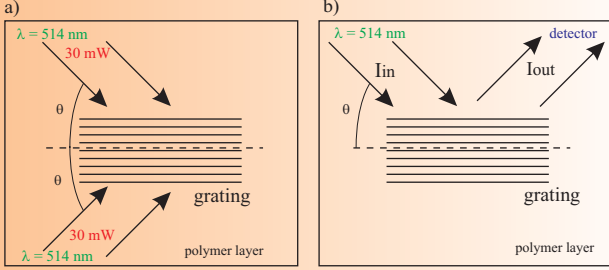 a)
λ = 514 nm
30 mW
θ
θ
grating
30 mW
λ = 514 nm
polymer layer
b)
λ = 514 nm
detector
Iin
Iout
θ
grating
polymer layer